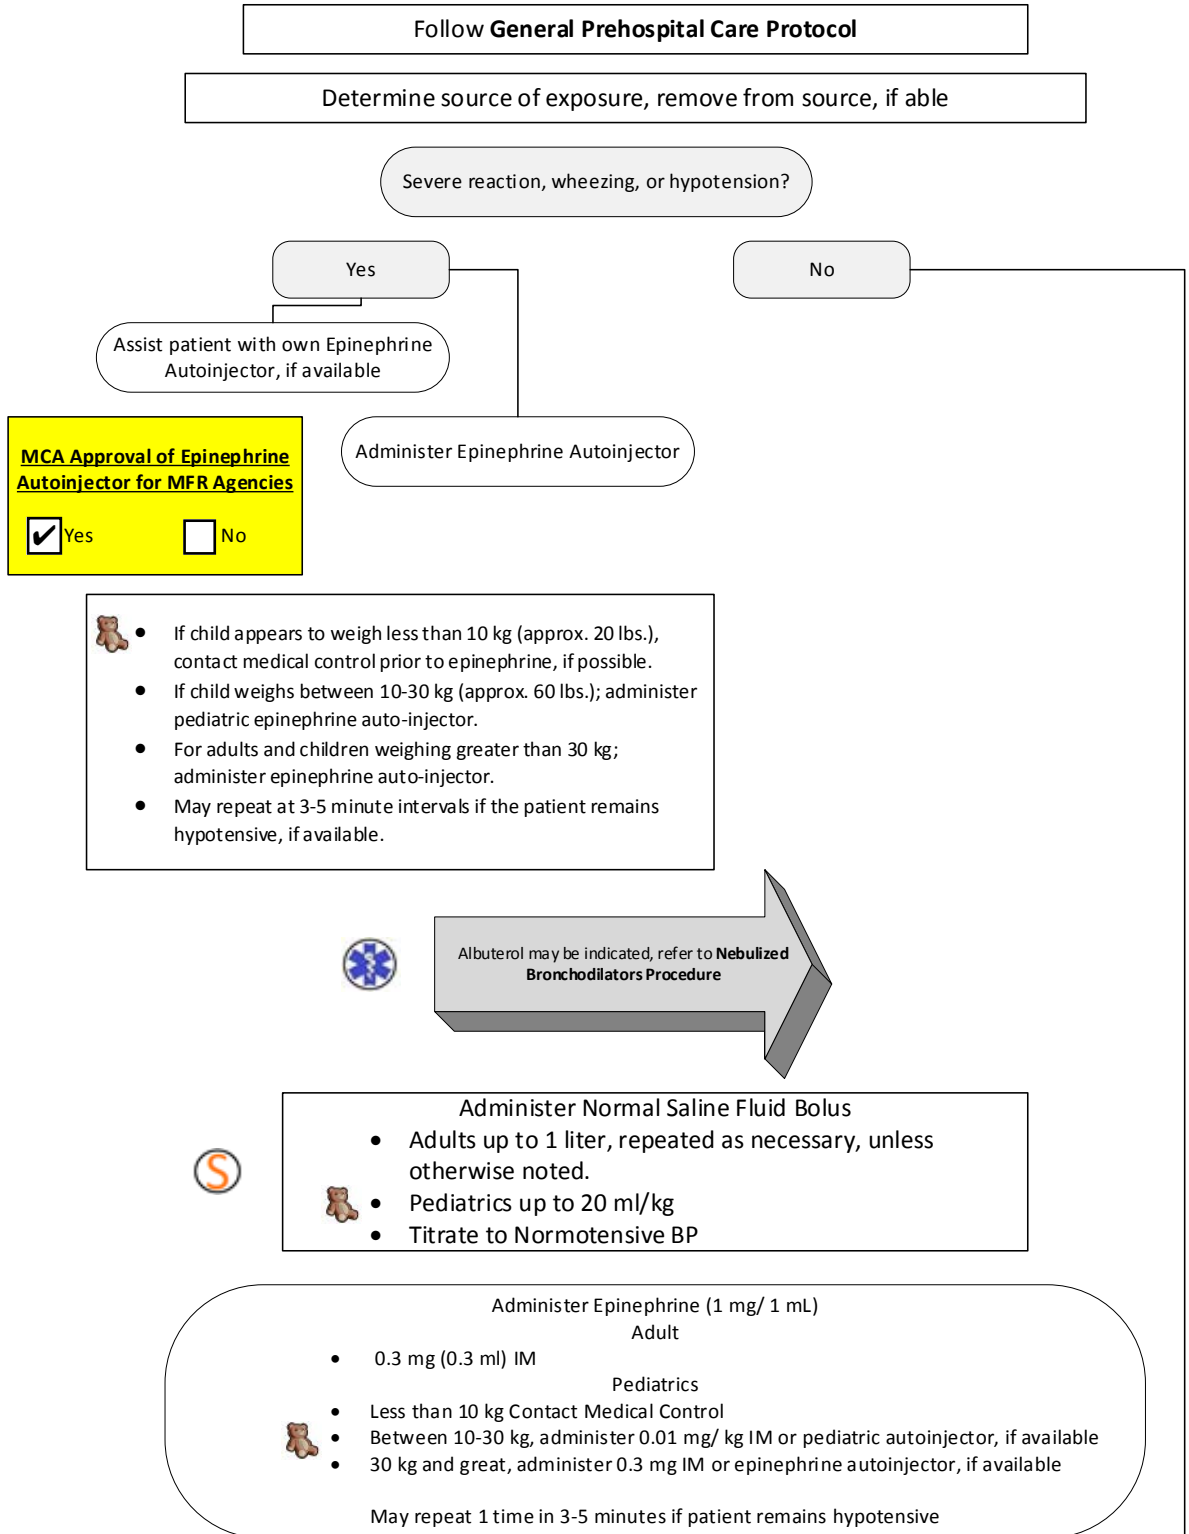 Follow General Prehospital Care Protocol
Determine source of exposure, remove from source, if able
Severe reaction, wheezing, or hypotension?
Yes
No
Assist patient with own Epinephrine
Autoinjector, if available
Administer Epinephrine Autoinjector
MCA Approval of Epinephrine
Autoinjector for MFR Agencies
✔ Yes No
• If child appears to weigh less than 10 kg (approx. 20 lbs.),
contact medical control prior to epinephrine, if possible.
• If child weighs between 10-30 kg (approx. 60 lbs.); administer
pediatric epinephrine auto-injector.
• For adults and children weighing greater than 30 kg;
administer epinephrine auto-injector.
• May repeat at 3-5 minute intervals if the patient remains
hypotensive, if available.
Albuterol may be indicated, refer to Nebulized
Bronchodilators Procedure
S
Administer Normal Saline Fluid Bolus
• Adults up to 1 liter, repeated as necessary, unless
otherwise noted.
• Pediatrics up to 20 ml/kg
• Titrate to Normotensive BP
Administer Epinephrine (1 mg/ 1 mL)
Adult
• 0.3 mg (0.3 ml) IM
Pediatrics
• Less than 10 kg Contact Medical Control
• Between 10-30 kg, administer 0.01 mg/ kg IM or pediatric autoinjector, if available
• 30 kg and great, administer 0.3 mg IM or epinephrine autoinjector, if available
May repeat 1 time in 3-5 minutes if patient remains hypotensive